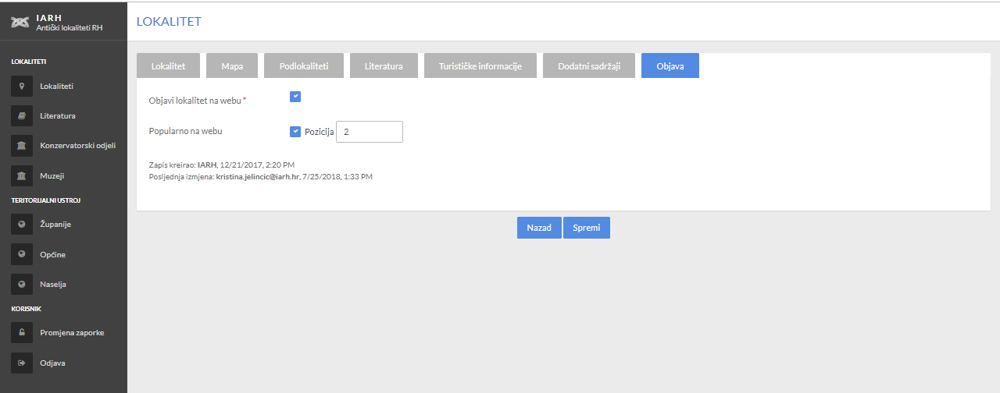 IARH
Antički lokaliteti RH
LOKALITET
LOKALITETI
Lokaliteti
Literatura
Konzervatorski odjeli
Muzeji
TERITORIJALNI USTROJ
Županije
Općine
Naselja
KORISNIK
Promjena zaporke
Odjava
Lokalitet Mapa Podlokaliteti Literatura Turističke informacije Dodatni sadržaji Objava
Objavi lokalitet na webu *
Popularno na webu Pozicija 2
Zapis kreirao: IARH, 12/21/2017, 2:20 PM
Posljednja izmjena: kristina.jelincic@iarh.hr, 7/25/2018, 1:33 PM
Nazad Spremi